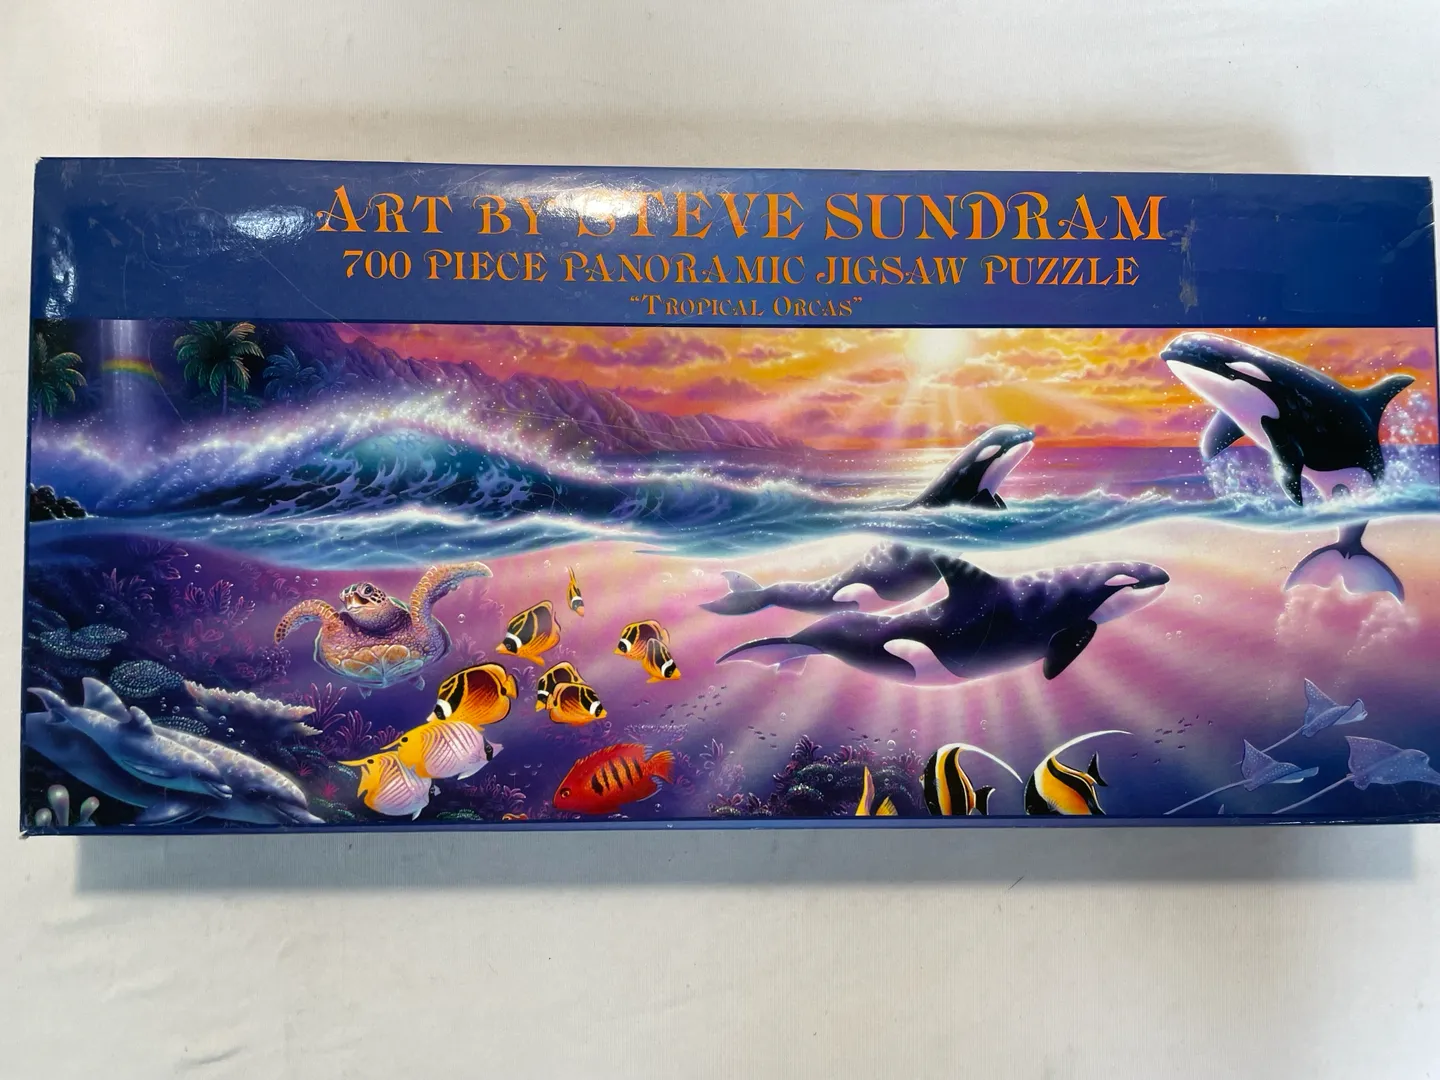 ART BY STEVE SUNDRAM
700 PIECE PANORAMIC JIGSAW PUZZLE
"TROPICAL ORCAS"